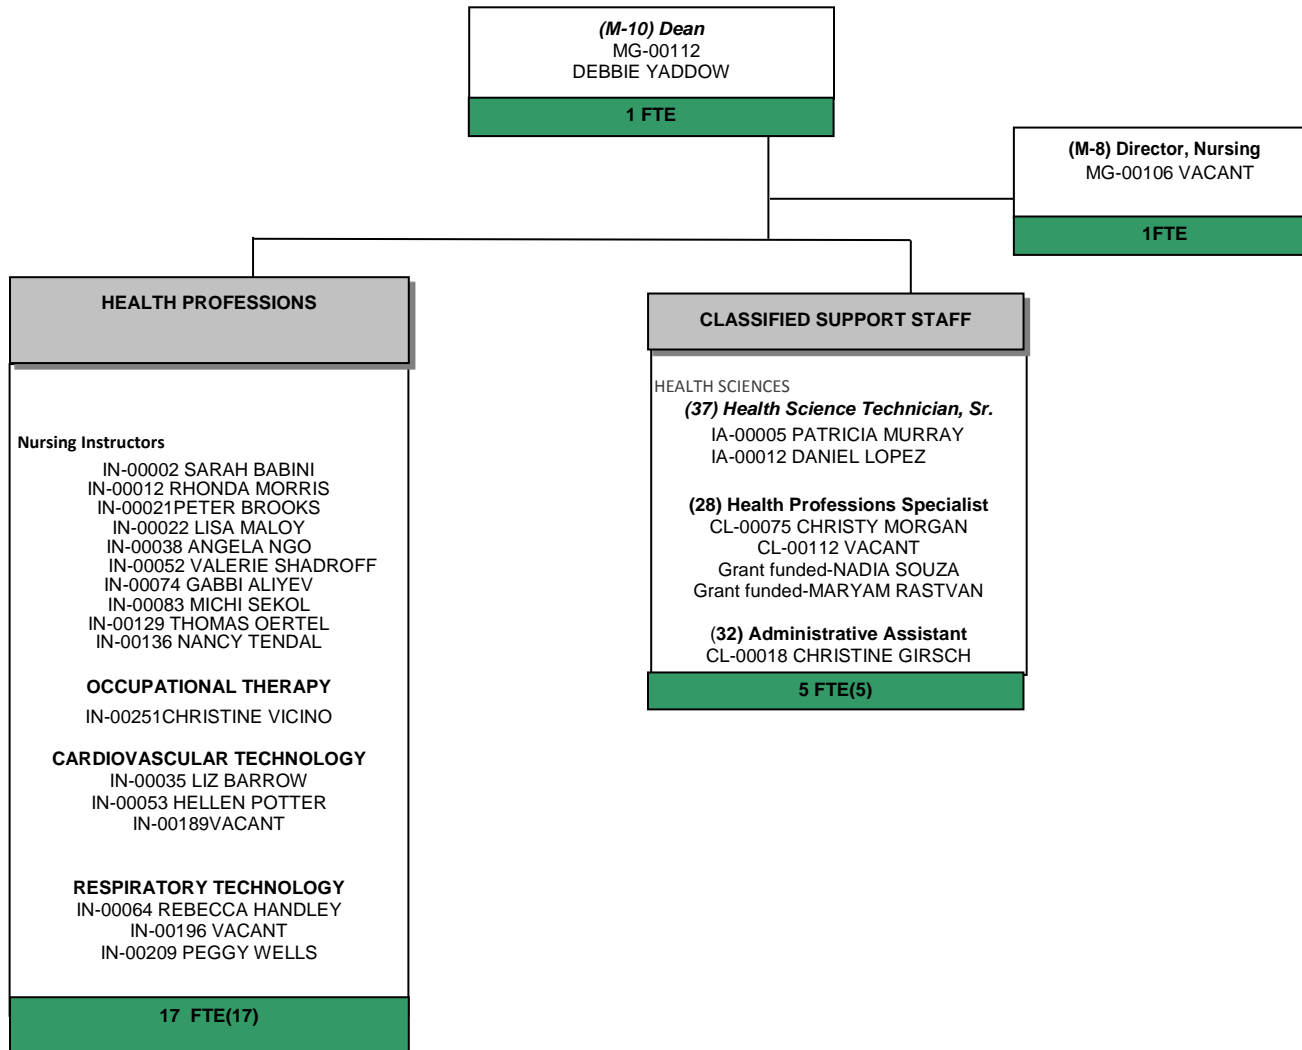 (M-10) Dean
MG-00112
DEBBIE YADDOW
1 FTE
(M-8) Director, Nursing
MG-00106 VACANT
1FTE
HEALTH PROFESSIONS
Nursing Instructors
IN-00002 SARAH BABINI
IN-00012 RHONDA MORRIS
IN-00021PETER BROOKS
IN-00022 LISA MALOY
IN-00038 ANGELA NGO
IN-00052 VALERIE SHADROFF
IN-00074 GABBI ALIYEV
IN-00083 MICHI SEKOL
IN-00129 THOMAS OERTEL
IN-00136 NANCY TENDAL
OCCUPATIONAL THERAPY
IN-00251CHRISTINE VICINO
CARDIOVASCULAR TECHNOLOGY
IN-00035 LIZ BARROW
IN-00053 HELLEN POTTER
IN-00189VACANT
RESPIRATORY TECHNOLOGY
IN-00064 REBECCA HANDLEY
IN-00196 VACANT
IN-00209 PEGGY WELLS
17 FTE(17)
CLASSIFIED SUPPORT STAFF
HEALTH SCIENCES
(37) Health Science Technician, Sr.
IA-00005 PATRICIA MURRAY
IA-00012 DANIEL LOPEZ
(28) Health Professions Specialist
CL-00075 CHRISTY MORGAN
CL-00112 VACANT
Grant funded-NADIA SOUZA
Grant funded-MARYAM RASTVAN
(32) Administrative Assistant
CL-00018 CHRISTINE GIRSCH
5 FTE(5)